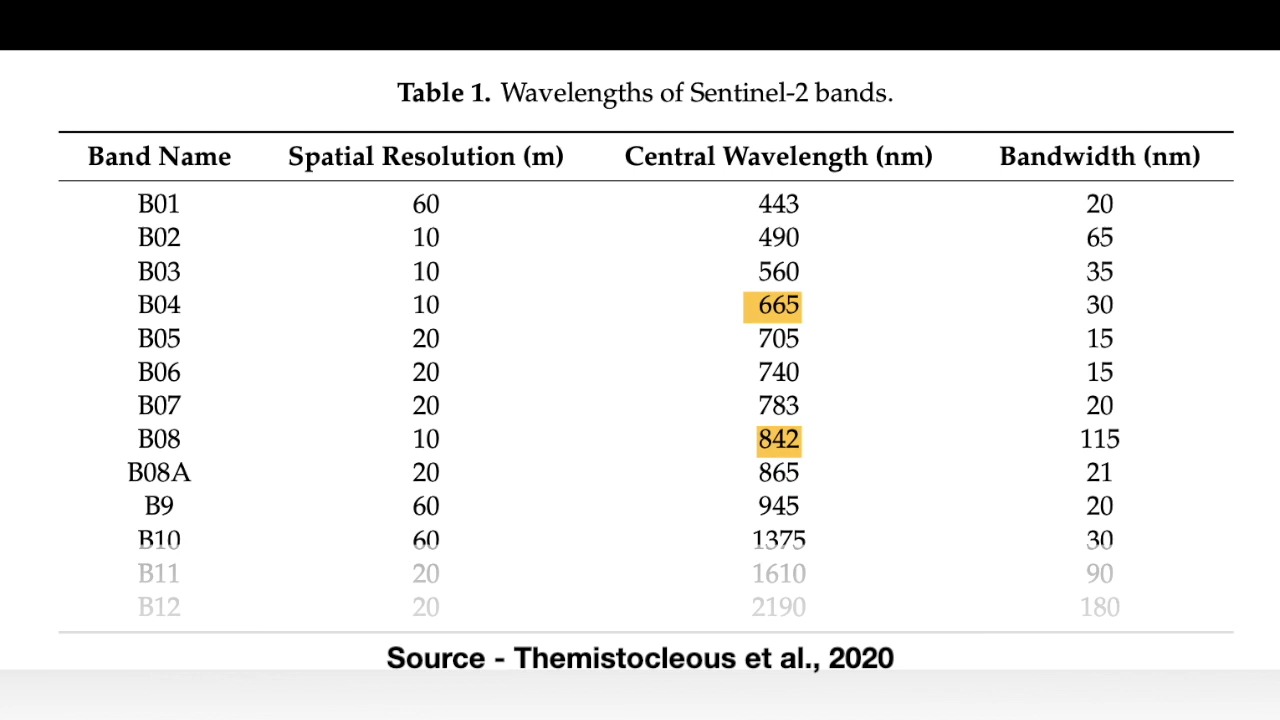 Table 1. Wavelengths of Sentinel-2 bands.
Band Name Spatial Resolution (m) Central Wavelength (nm) Bandwidth (nm)
B01 60 443 20
B02 10 490 65
B03 10 560 35
B04 10 665 30
B05 20 705 15
B06 20 740 15
B07 20 783 20
B08 10 842 115
B08A 20 865 21
B9 60 945 20
B10 60 1375 30
B11 20 1610 90
B12 20 2190 180
Source - Themistocleous et al., 2020